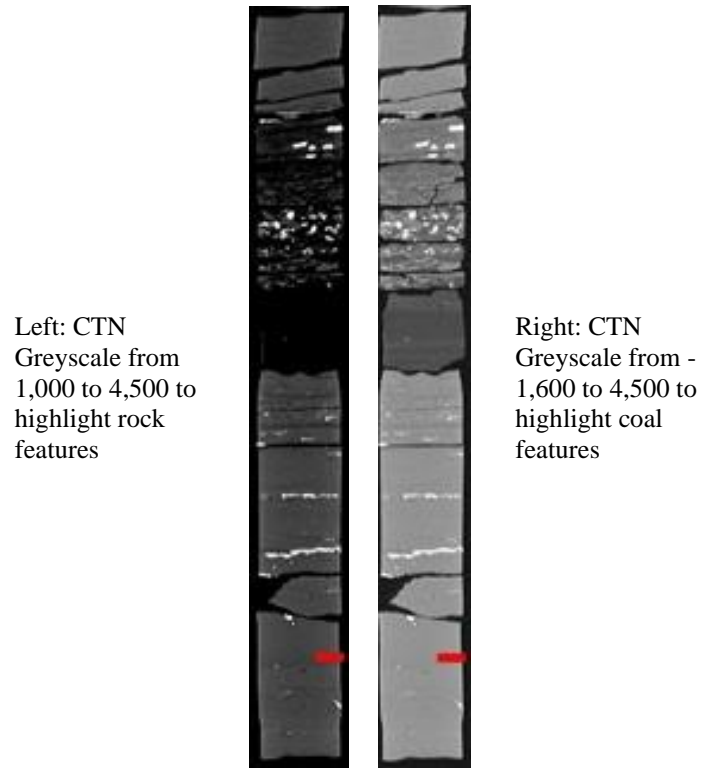 Left: CTN
Greyscale from
1,000 to 4,500 to
highlight rock
features
Right: CTN
Greyscale from -
1,600 to 4,500 to
highlight coal
features